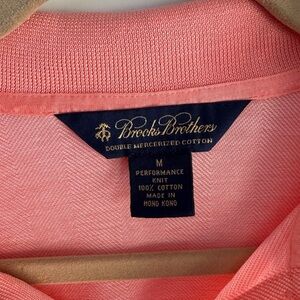 Brooks Brothers
DOUBLE MERCERIZED COTTON
M
PERFORMANCE
KNIT
100% COTTON
MADE IN
HONG KONG